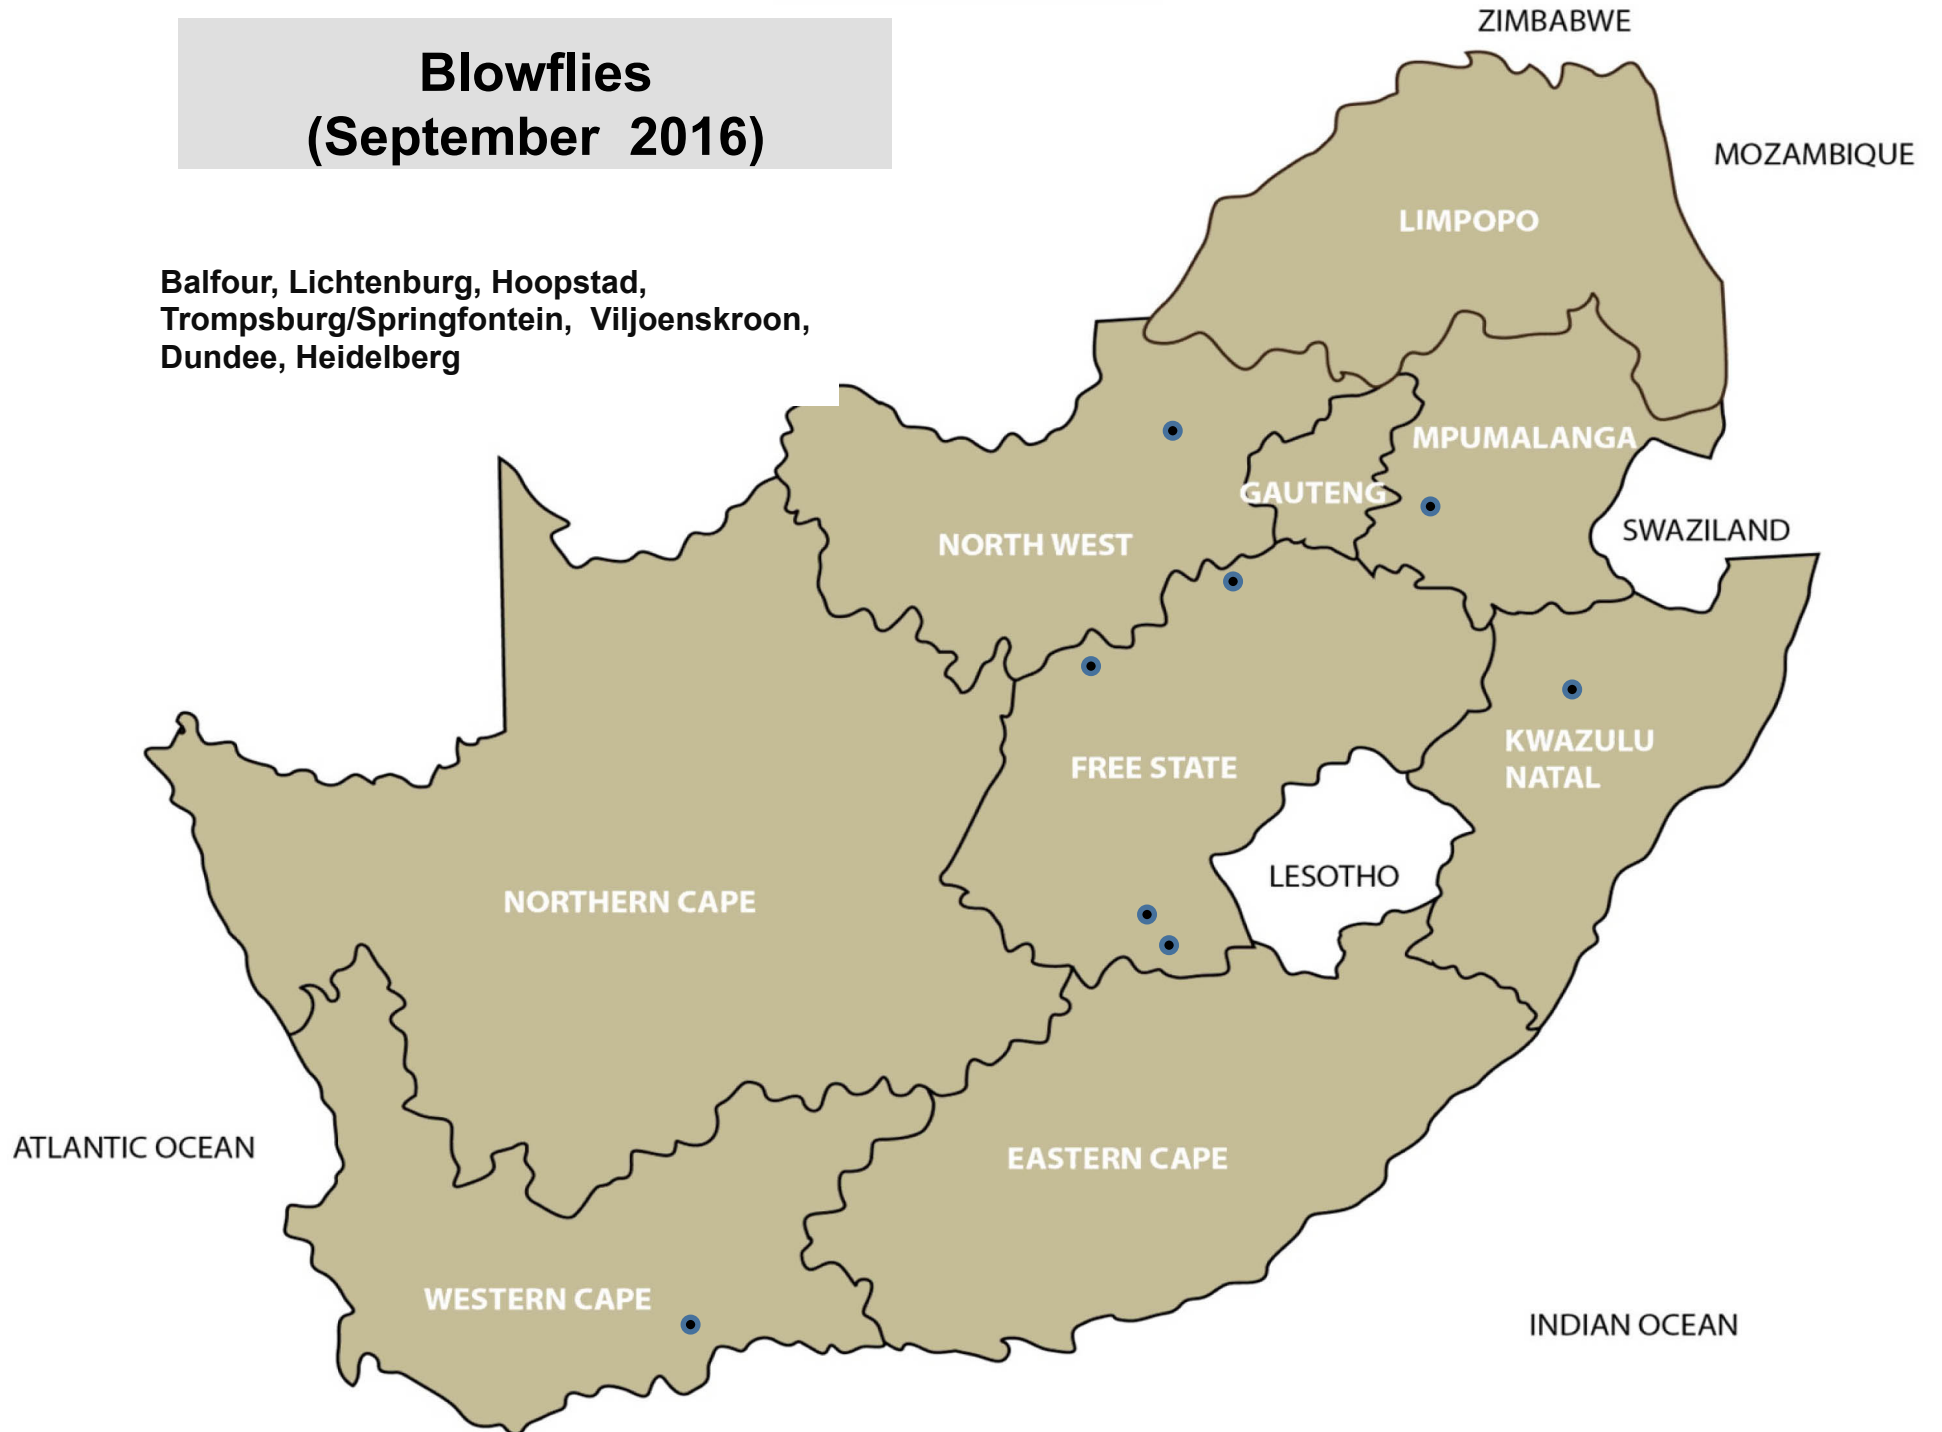 Blowflies
(September 2016)
Balfour, Lichtenburg, Hoopstad,
Trompsburg/Springfontein, Viljoenskroon,
Dundee, Heidelberg
ZIMBABWE
MOZAMBIQUE
LIMPOPO
MPUMALANGA
GAUTENG
SWAZILAND
NORTH WEST
KWAZULU
NATAL
FREE STATE
LESOTHO
NORTHERN CAPE
ATLANTIC OCEAN
EASTERN CAPE
WESTERN CAPE
INDIAN OCEAN